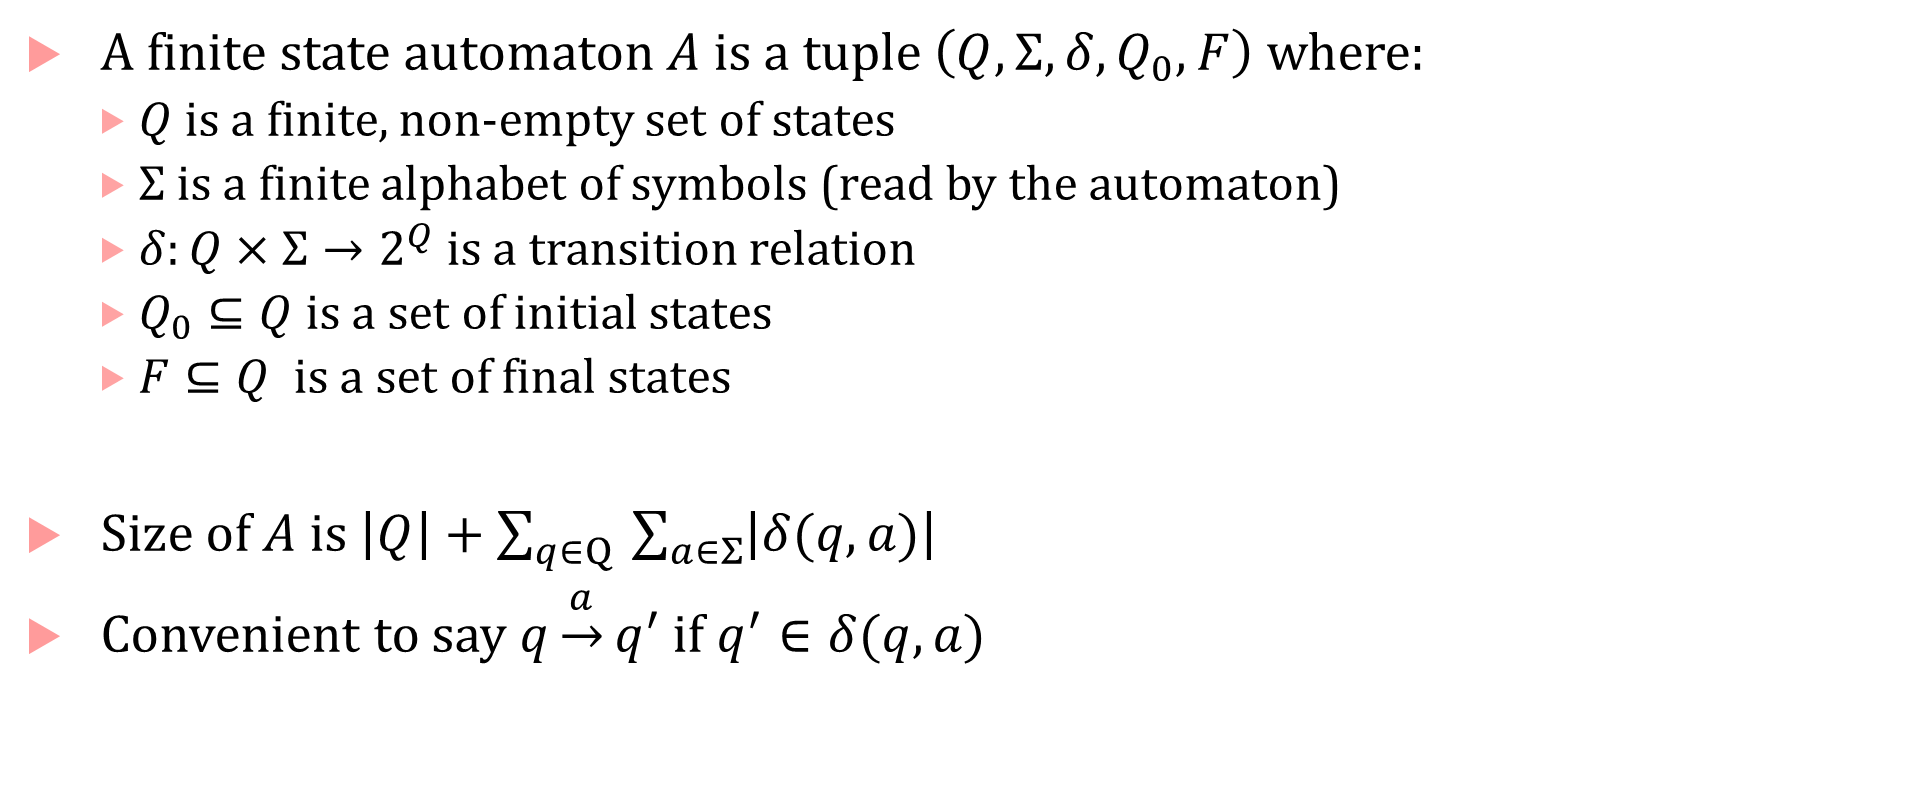 A finite state automaton A is a tuple (Q, Σ, δ, Q₀, F) where:
Q is a finite, non-empty set of states
Σ is a finite alphabet of symbols (read by the automaton)
δ: Q × Σ → 2^Q is a transition relation
Q₀ ⊆ Q is a set of initial states
F ⊆ Q is a set of final states
Size of A is |Q| + ∑_{q∈Q} ∑_{a∈Σ}|δ(q, a)|
Convenient to say q →^a q′ if q′ ∈ δ(q, a)